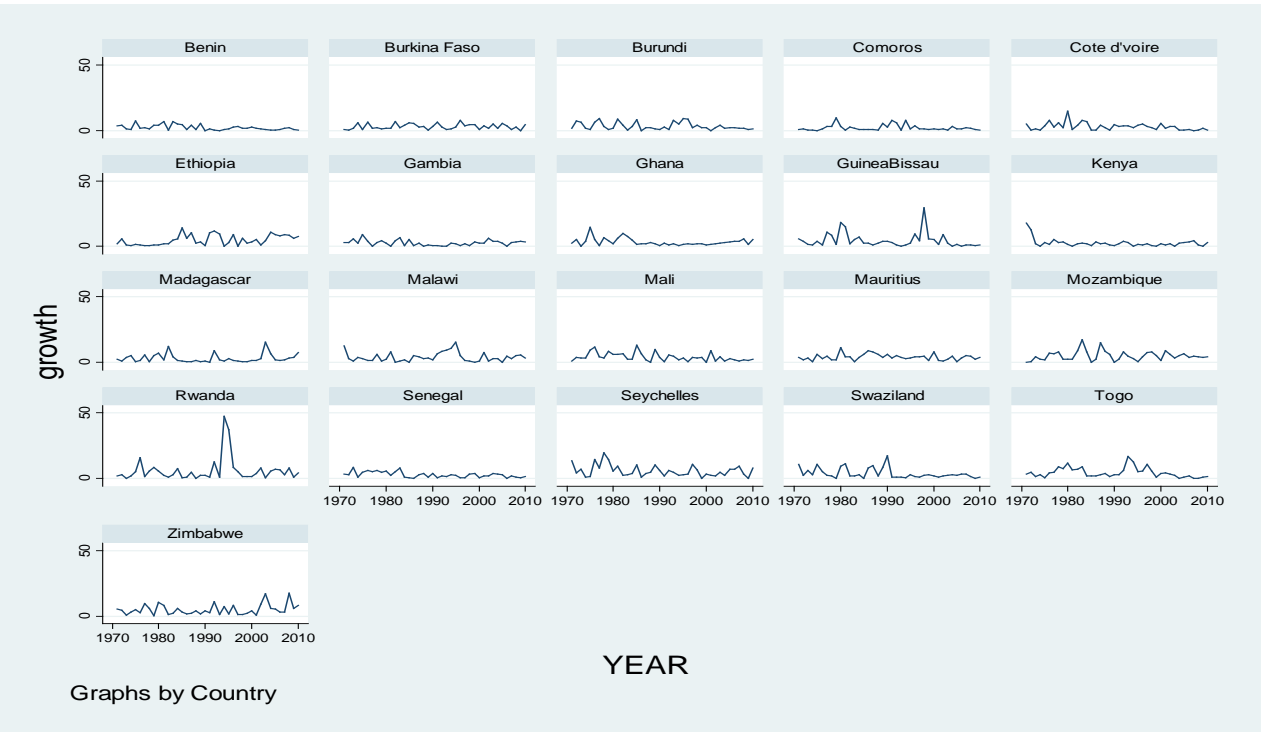 Benin Burkina Faso Burundi Comoros Cote d'voire
50
0
Ethiopia Gambia Ghana GuineaBissau Kenya
50
0
Madagascar Malawi Mali Mauritius Mozambique
50
0
growth
Rwanda Senegal Seychelles Swaziland Togo
50
0
1970 1980 1990 2000 2010 1970 1980 1990 2000 2010 1970 1980 1990 2000 2010 1970 1980 1990 2000 2010
Zimbabwe
50
0
1970 1980 1990 2000 2010
YEAR
Graphs by Country